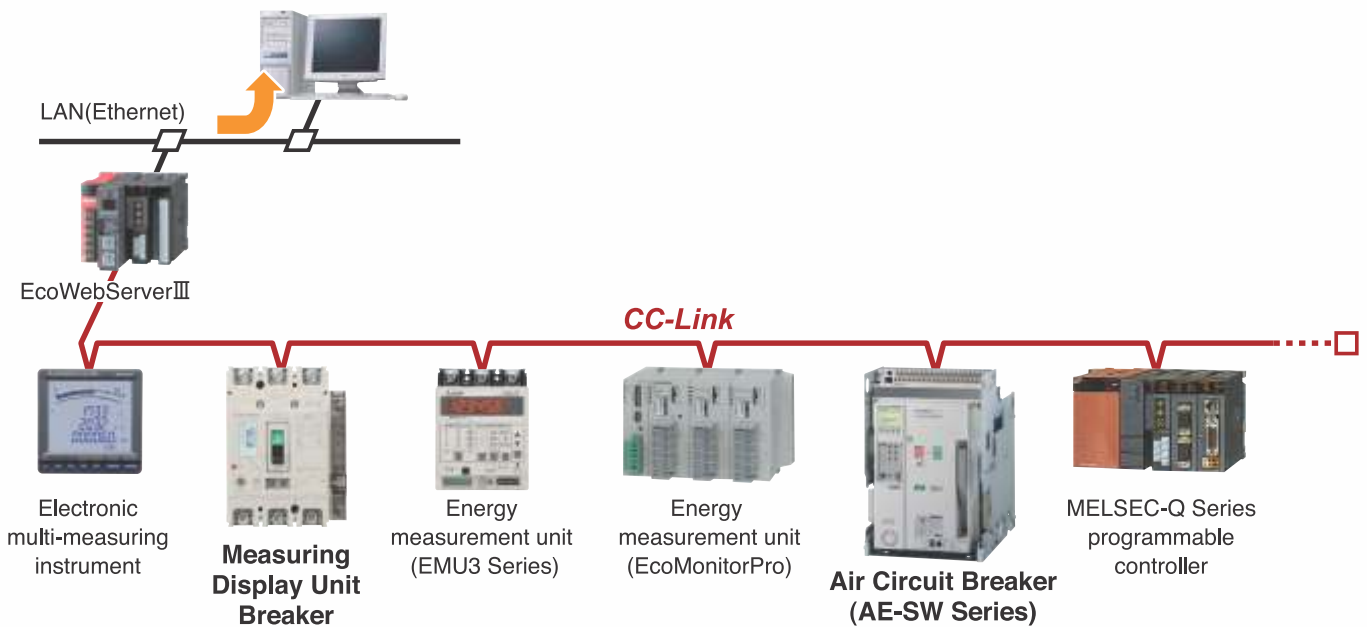 LAN(Ethernet)
EcoWebServerⅢ
CC-Link
Electronic
multi-measuring
instrument
Measuring
Display Unit
Breaker
Energy
measurement unit
(EMU3 Series)
Energy
measurement unit
(EcoMonitorPro)
Air Circuit Breaker
(AE-SW Series)
MELSEC-Q Series
programmable
controller